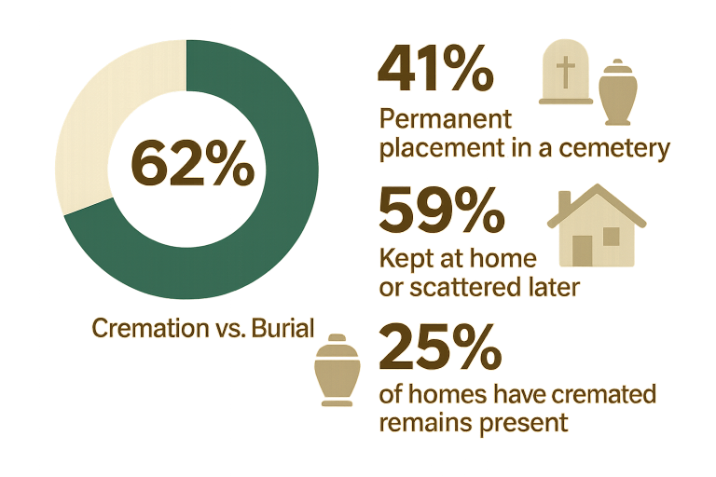 62%
Cremation vs. Burial
41%
Permanent
placement in a cemetery
59%
Kept at home
or scattered later
25%
of homes have cremated
remains present